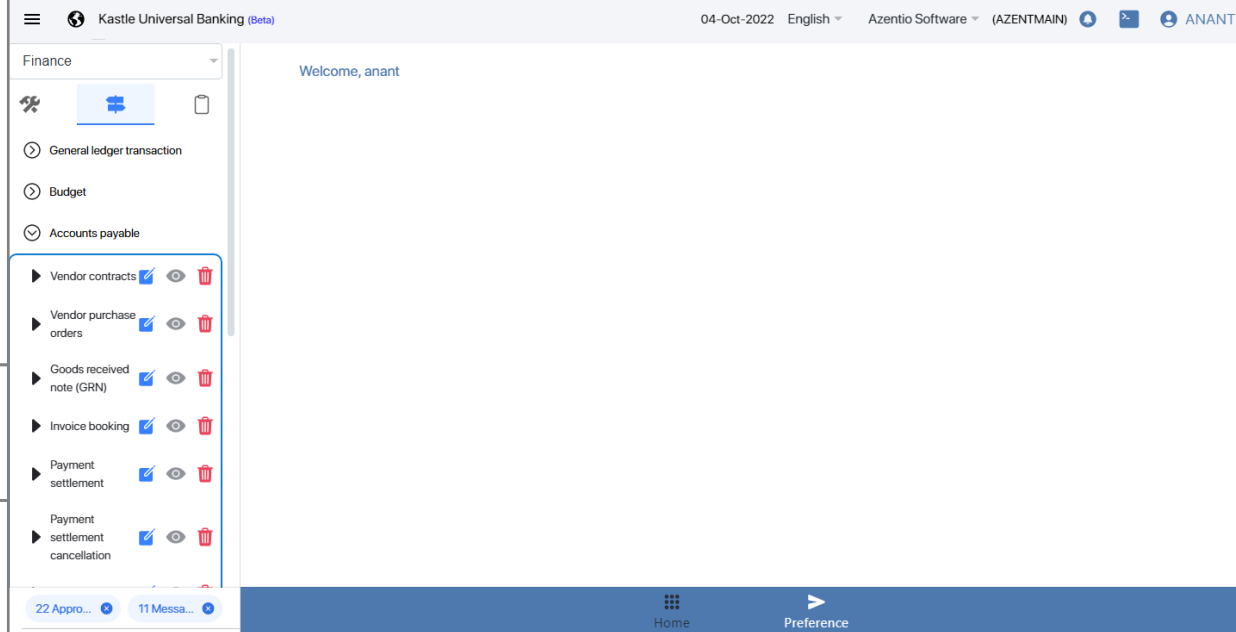 Kastle Universal Banking (Beta)
04-Oct-2022 English Azentio Software (AZENTMAIN) ANANT
Finance
Welcome, anant
General ledger transaction
Budget
Accounts payable
Vendor contracts
Vendor purchase
orders
Goods received
note (GRN)
Invoice booking
Payment
settlement
Payment
settlement
cancellation
22 Appro...
11 Messa...
Home
Preference